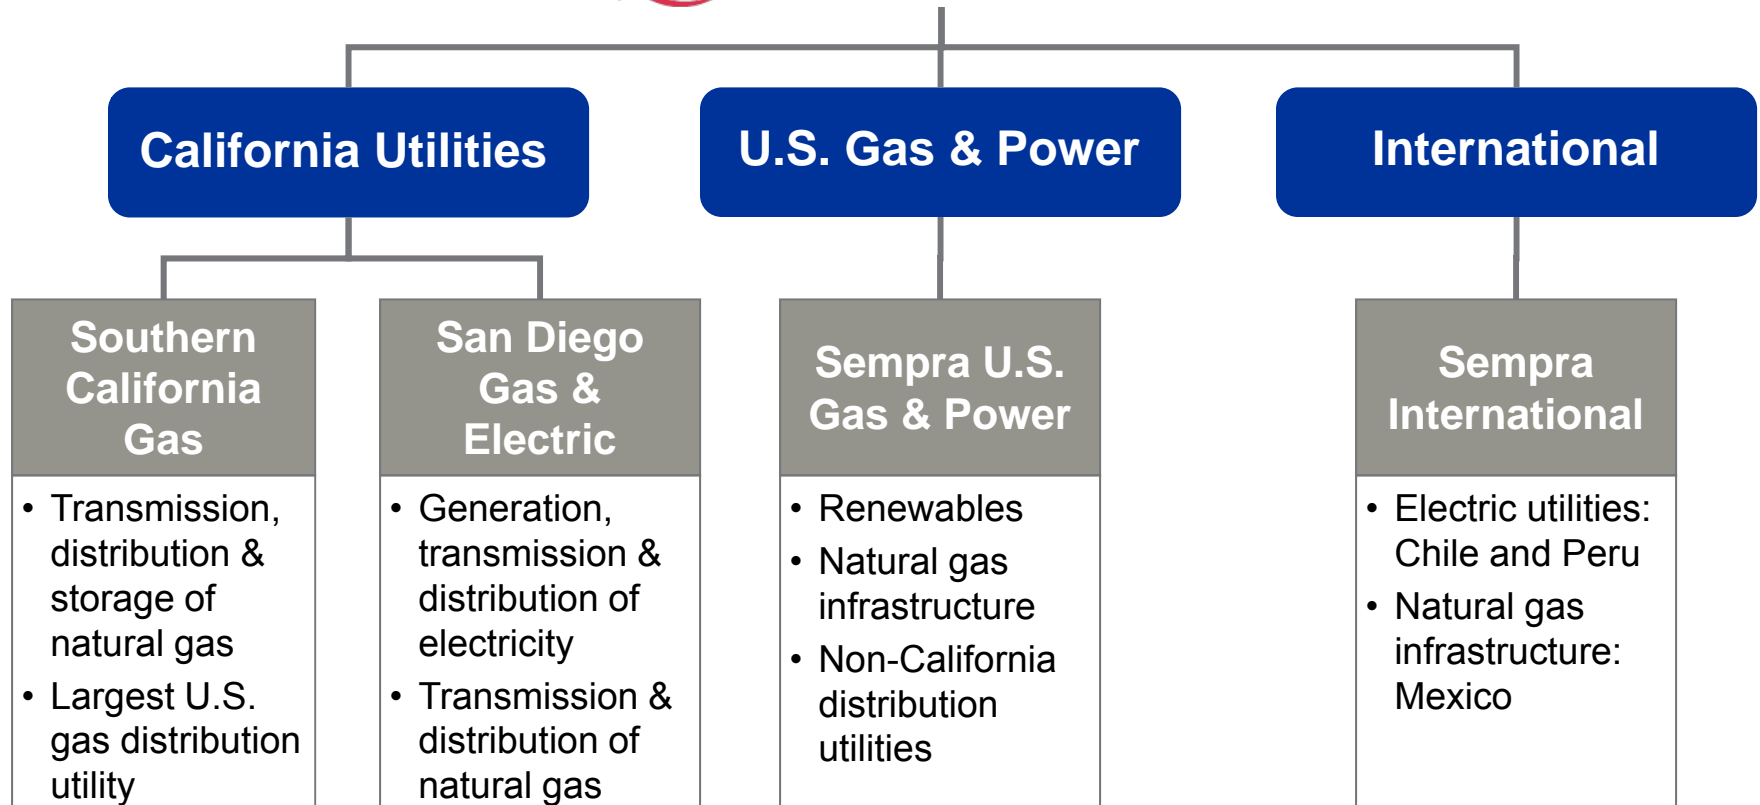 California Utilities
U.S. Gas & Power
International
Southern
California
Gas
• Transmission,
distribution &
storage of
natural gas
• Largest U.S.
gas distribution
utility
San Diego
Gas &
Electric
• Generation,
transmission &
distribution of
electricity
• Transmission &
distribution of
natural gas
Sempra U.S.
Gas & Power
• Renewables
• Natural gas
infrastructure
• Non-California
distribution
utilities
Sempra
International
• Electric utilities:
Chile and Peru
• Natural gas
infrastructure:
Mexico